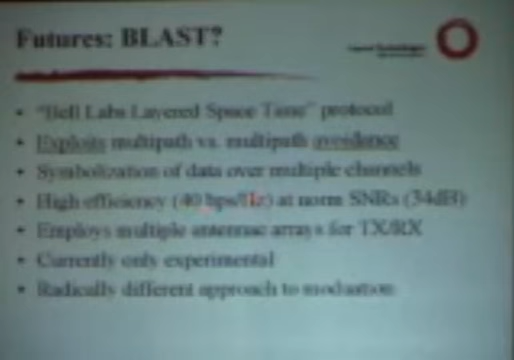 Futures: BLAST?
• "Bell Labs Layered Space Time" protocol
• Exploits multipath vs. multipath avoidance
• Symbolization of data over multiple channels
• High efficiency (40 bps/Hz) at norm SNRs (34dB)
• Employs multiple antennae arrays for TX/RX
• Currently only experimental
• Radically different approach to moduation